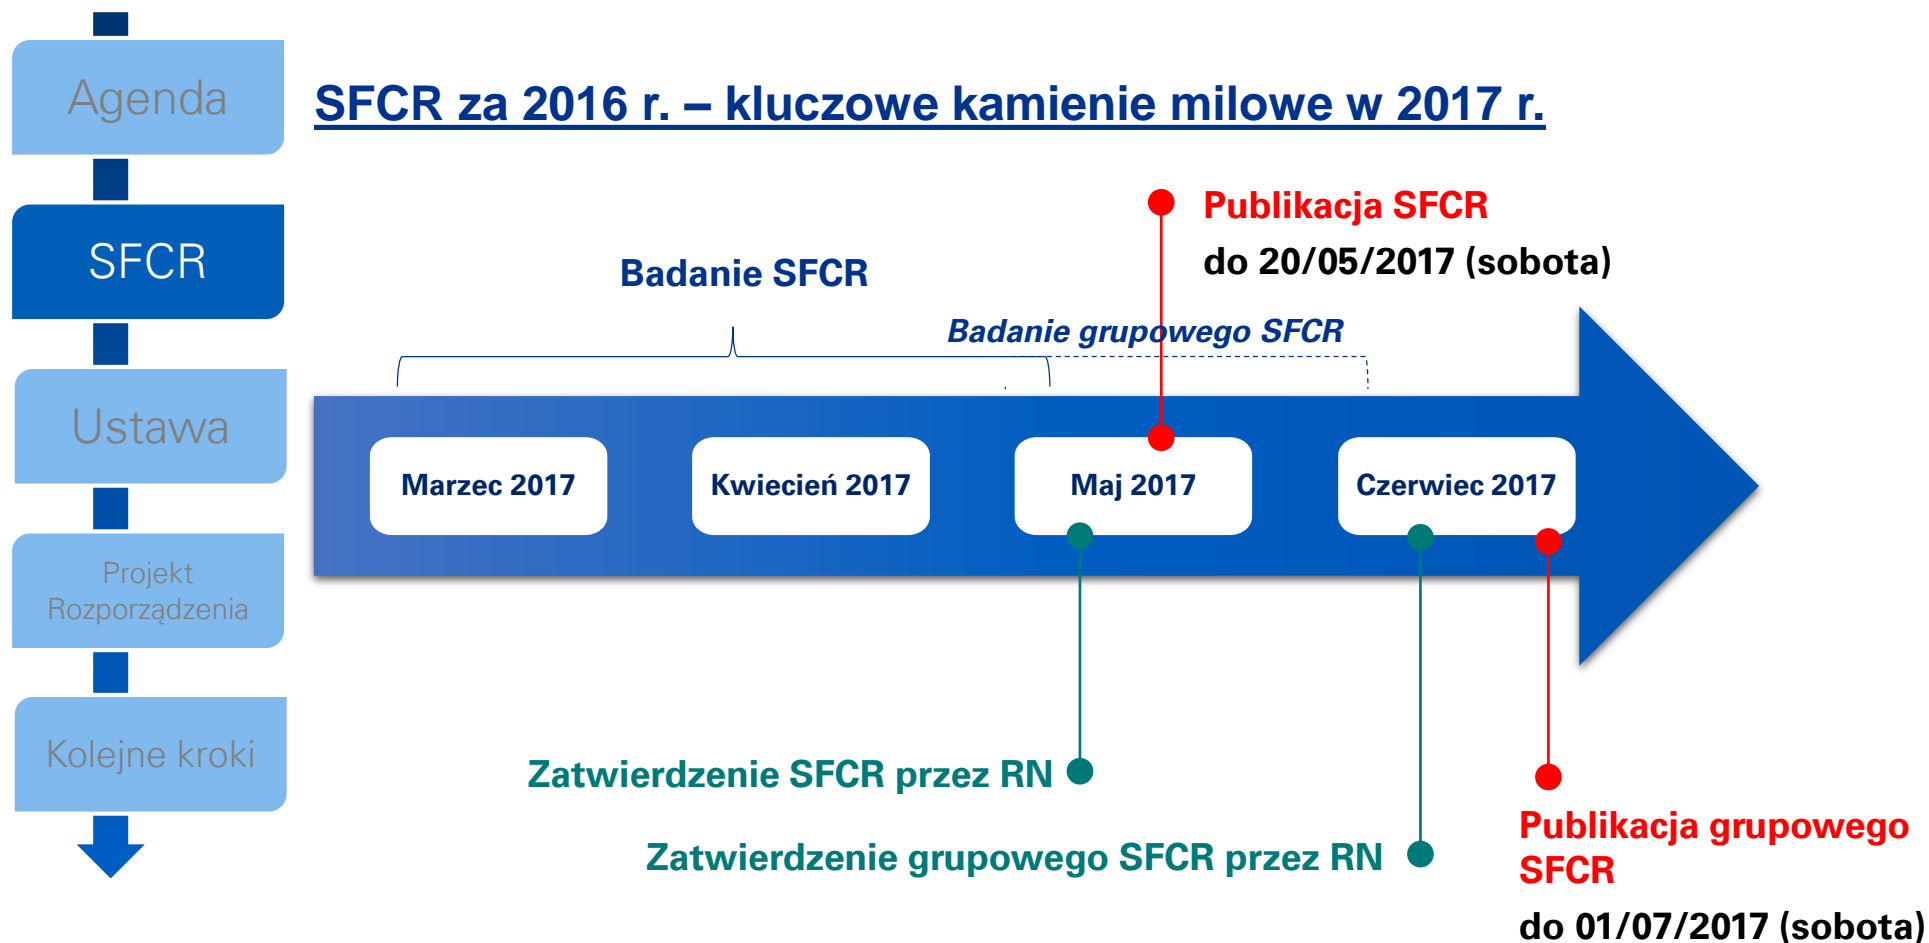 Agenda
SFCR
Ustawa
Projekt
Rozporządzenia
Kolejne kroki
SFCR za 2016 r. – kluczowe kamienie milowe w 2017 r.
Publikacja SFCR
do 20/05/2017 (sobota)
Badanie SFCR
Badanie grupowego SFCR
Marzec 2017
Kwiecień 2017
Maj 2017
Czerwiec 2017
Zatwierdzenie SFCR przez RN
Zatwierdzenie grupowego SFCR przez RN
Publikacja grupowego
SFCR
do 01/07/2017 (sobota)